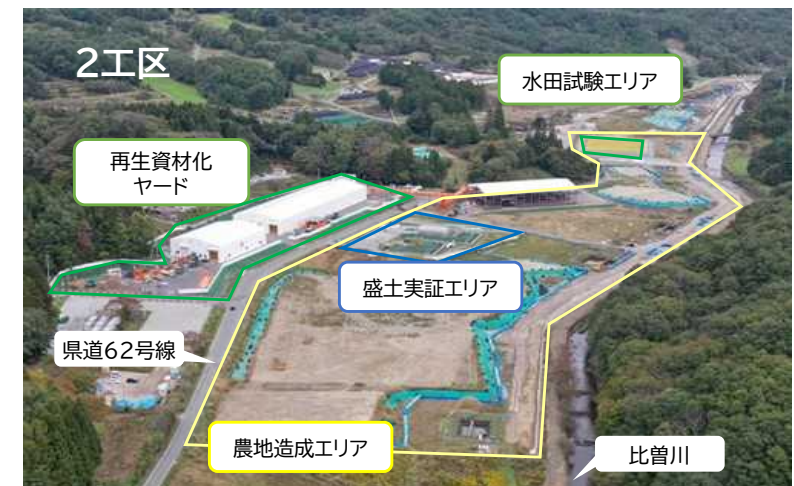 2工区
水田試験エリア
再生資材化
ヤード
盛土実証エリア
県道62号線
農地造成エリア
比曽川